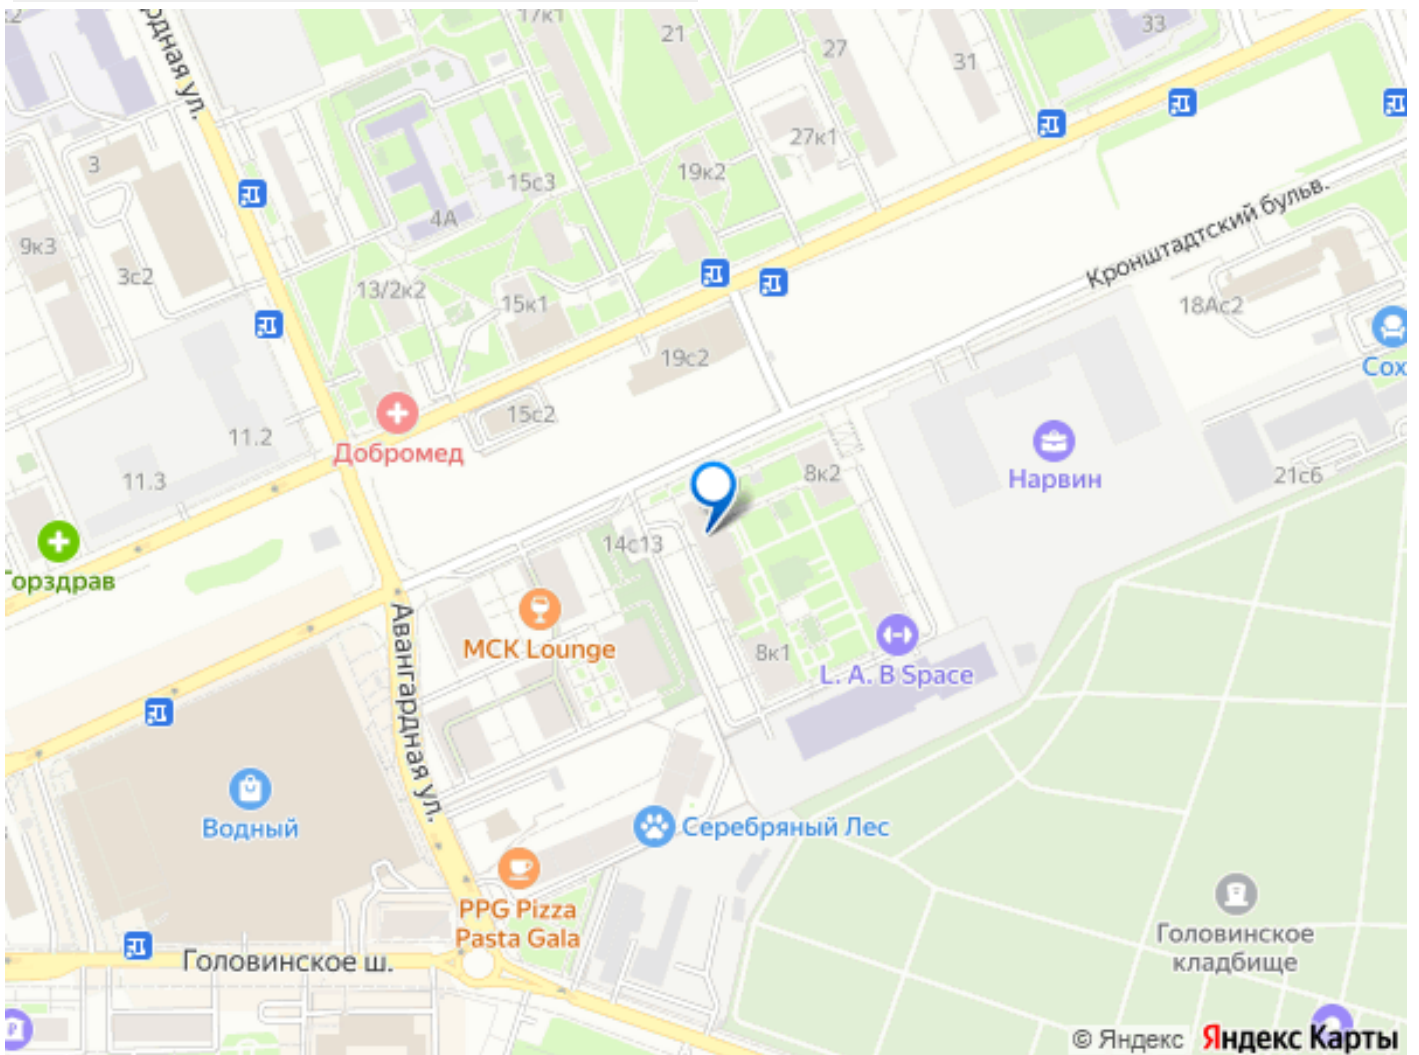 17к1
21
27
33
31
рдная ул.
3
15с3
19к2
27к1
4А
9к3
3с2
13/2к2
15к1
Кронштадтский бульв.
18Ас2
19с2
Сох
15с2
11.2
Добромед
11.3
8к2
Нарвин
21с6
14с13
Горздрав
Авангардная ул.
MCK Lounge
8к1
L. A. B Space
Водный
Серебряный Лес
PPG Pizza
Pasta Gala
Головинское
кладбище
Головинское ш.
© Яндекс Яндекс Карты